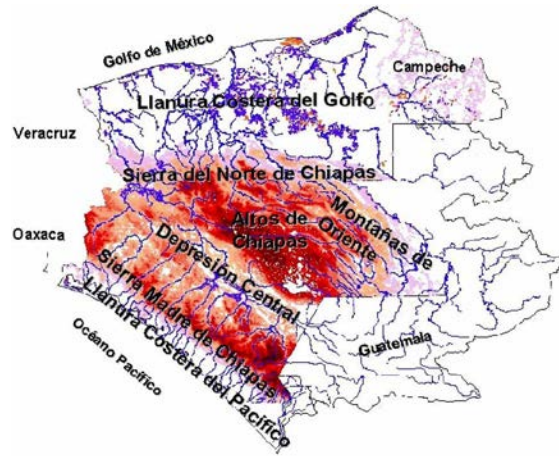 Golfo de México
Campeche
Llanura Costera del Golfo
Veracruz
Sierra del Norte de Chiapas
Altos de
Chiapas
Montañas de
Oriente
Oaxaca
Depresión Central
Sierra Madre de Chiapas
Llanura Costera del Pacífico
Guatemala
Océano Pacífico